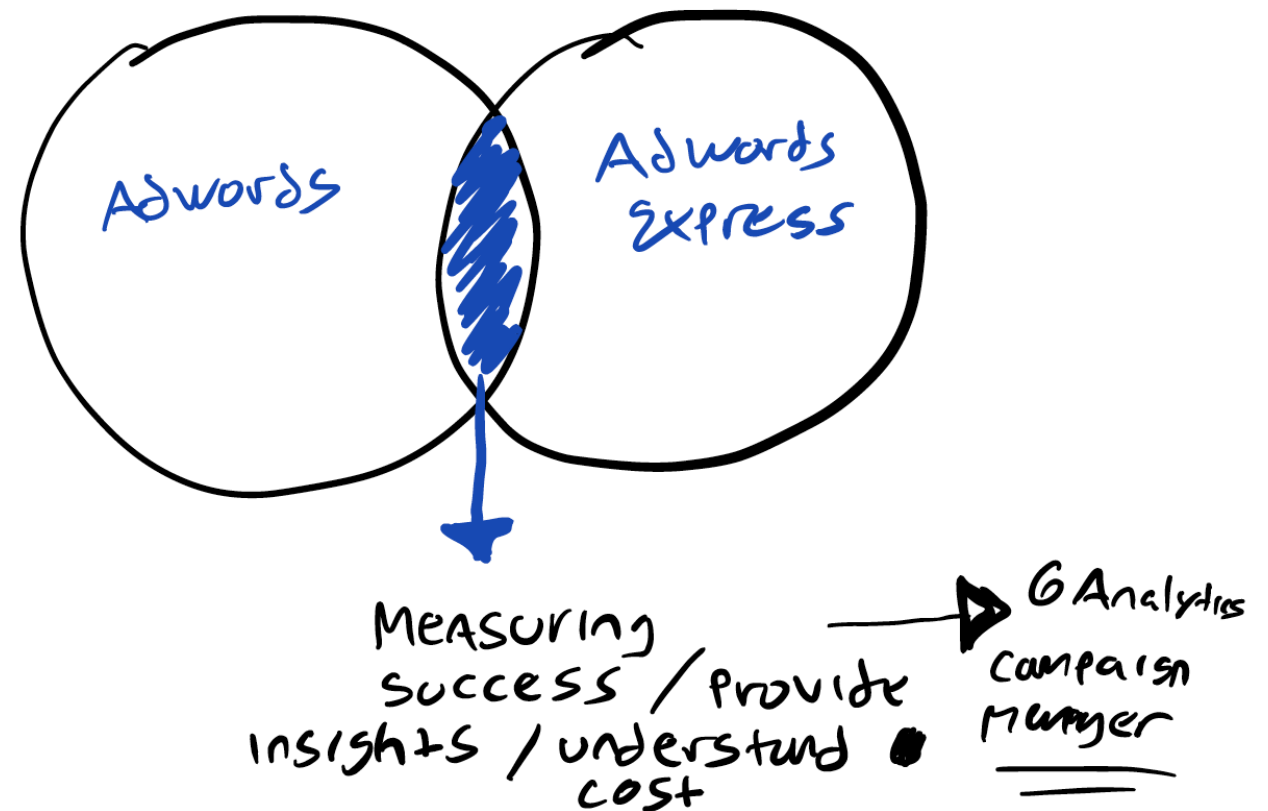 Adwords
Adwords
Express
Measuring
success / provide
insights / understand
cost
G Analytics
Campaign
Manager